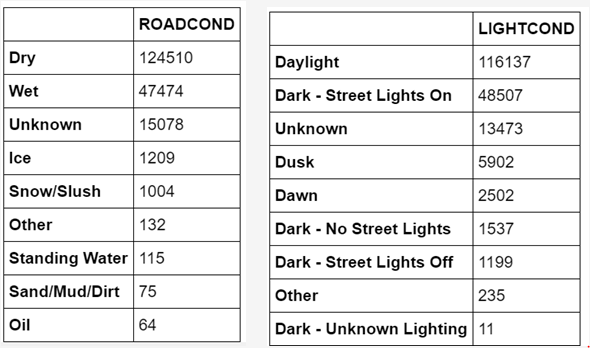 ROADCOND
Dry 124510
Wet 47474
Unknown 15078
Ice 1209
Snow/Slush 1004
Other 132
Standing Water 115
Sand/Mud/Dirt 75
Oil 64
LIGHTCOND
Daylight 116137
Dark - Street Lights On 48507
Unknown 13473
Dusk 5902
Dawn 2502
Dark - No Street Lights 1537
Dark - Street Lights Off 1199
Other 235
Dark - Unknown Lighting 11